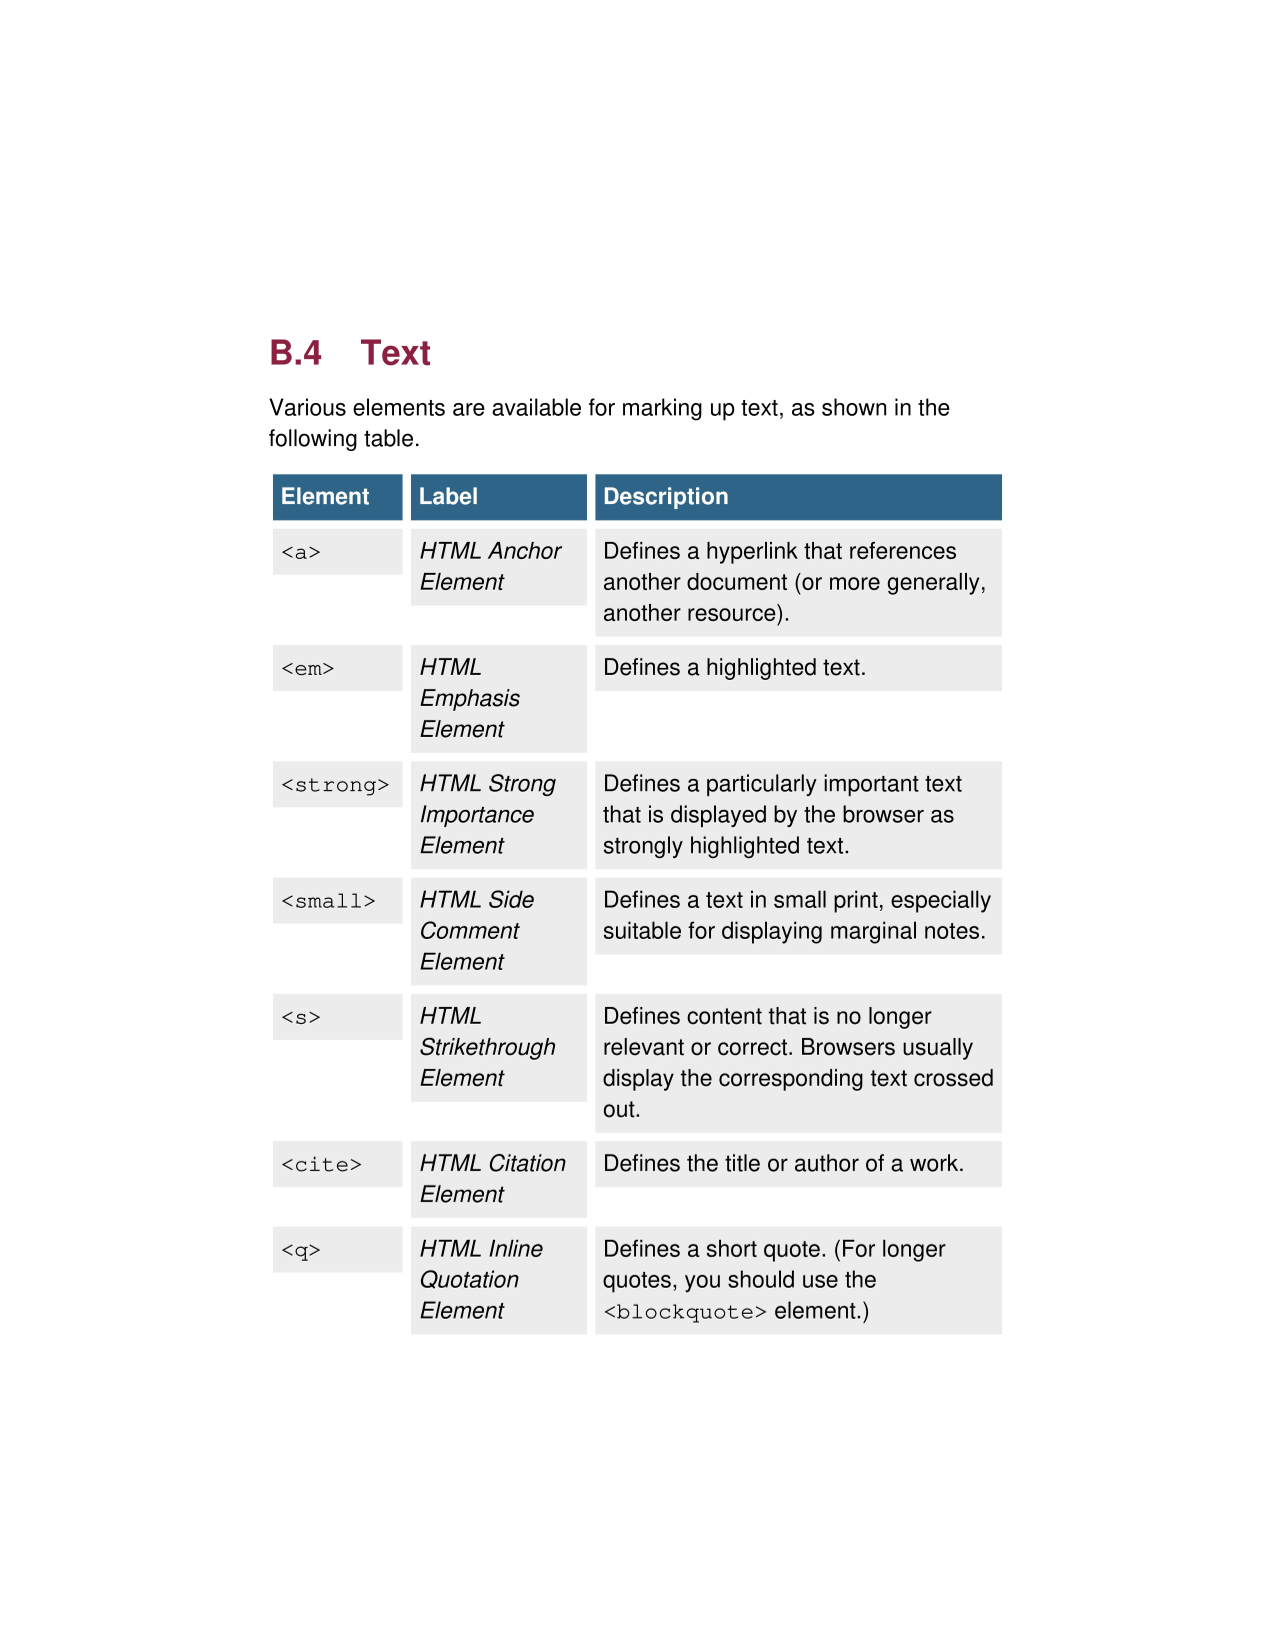 B.4 Text
Various elements are available for marking up text, as shown in the
following table.
Element Label Description
<a> HTML Anchor Defines a hyperlink that references
Element another document (or more generally,
another resource).
<em> HTML Defines a highlighted text.
Emphasis
Element
<strong> HTML Strong Defines a particularly important text
Importance that is displayed by the browser as
Element strongly highlighted text.
<small> HTML Side Defines a text in small print, especially
Comment suitable for displaying marginal notes.
Element
<s> HTML Defines content that is no longer
Strikethrough relevant or correct. Browsers usually
Element display the corresponding text crossed
out.
<cite> HTML Citation Defines the title or author of a work.
Element
<q> HTML Inline Defines a short quote. (For longer
Quotation quotes, you should use the
Element <blockquote> element.)